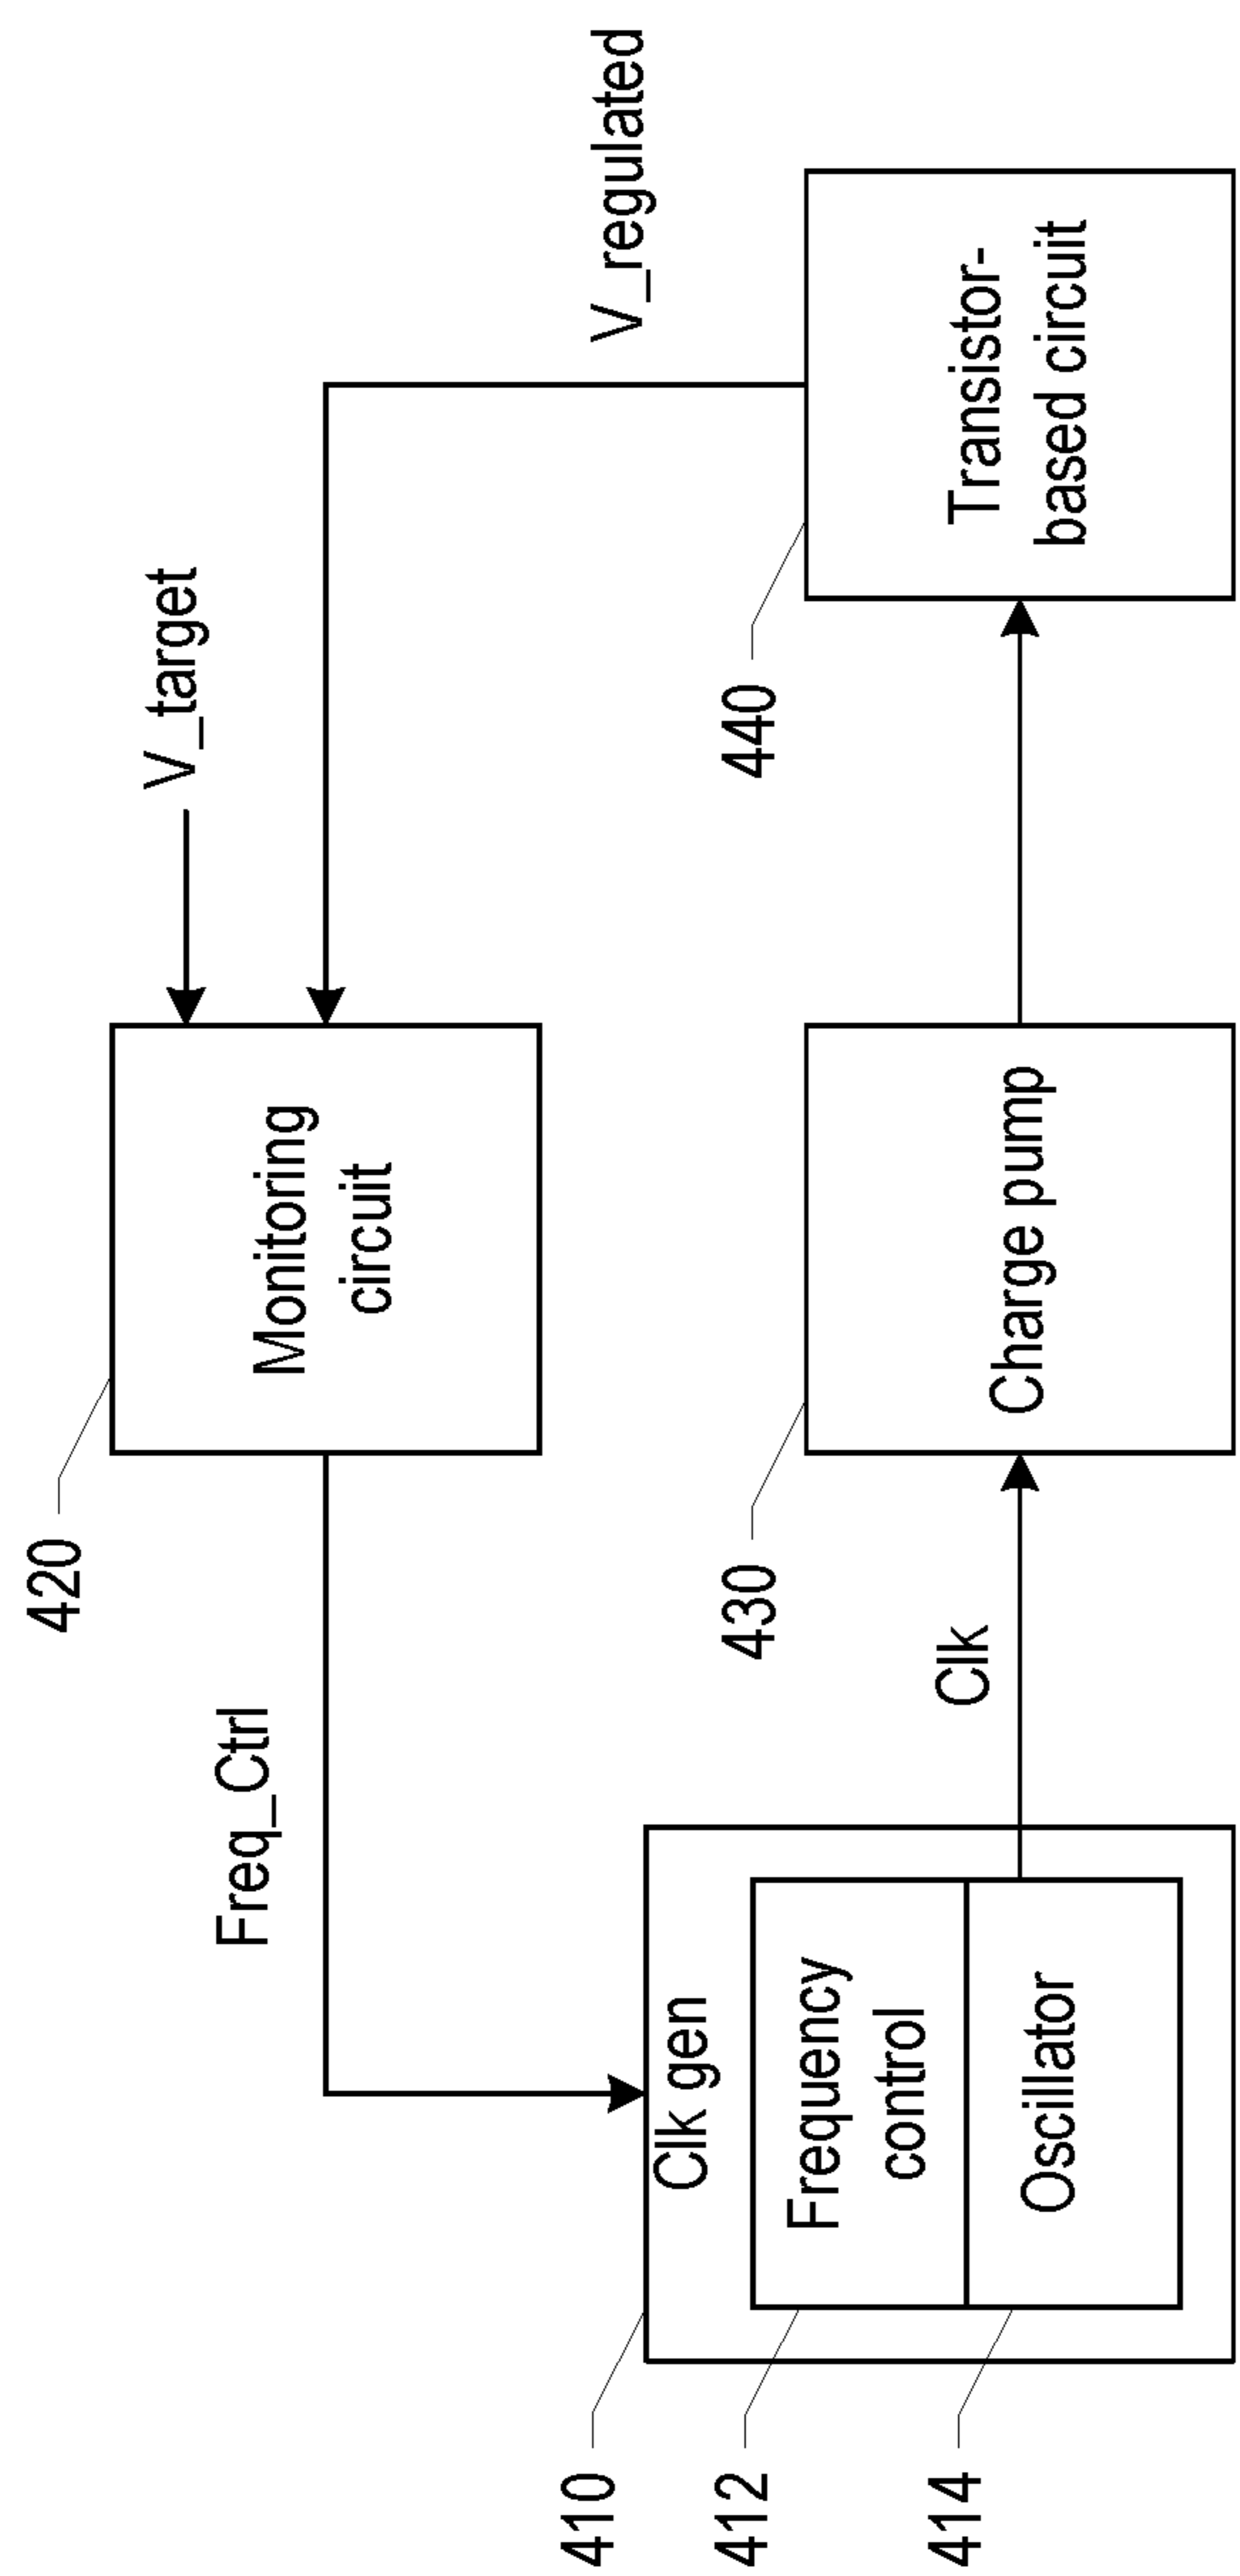 420
V_target
Monitoring
circuit
Freq_Ctrl
V_regulated
410
Clk gen
412
Frequency
control
414
Oscillator
Clk
430
Charge pump
440
Transistor-
based circuit